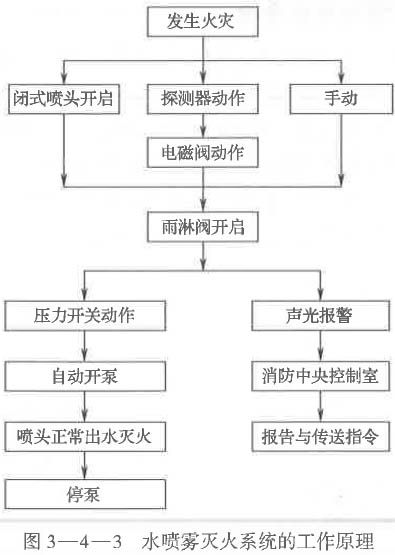 发生火灾
闭式喷头开启 探测器动作 手动
电磁阀动作
雨淋阀开启
压力开关动作 声光报警
自动开泵 消防中央控制室
喷头正常出水灭火 报告与传送指令
停泵
图 3—4—3 水喷雾灭火系统的工作原理